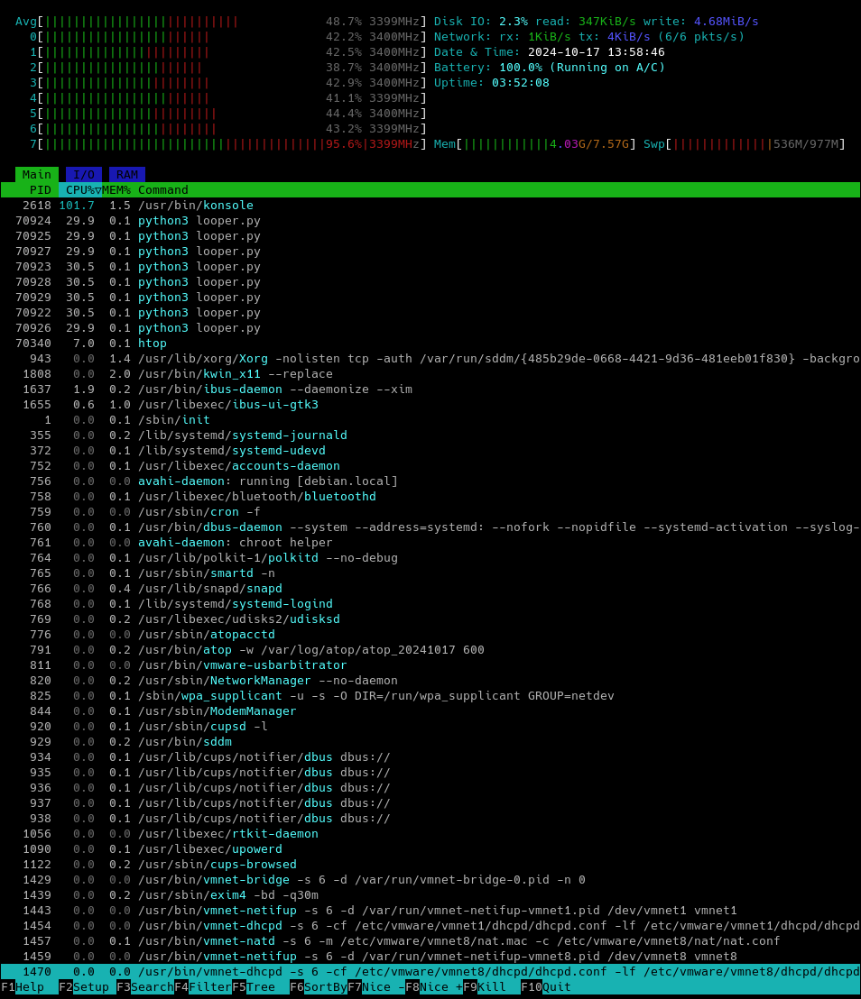 Avg[|||||||||||||||||||||||||||            48.7% 3399MHz] Disk IO: 2.3% read: 347KiB/s write: 4.68MiB/s
0[|||||||||||||||||||||||                42.2% 3400MHz] Network: rx: 1KiB/s tx: 4KiB/s (6/6 pkts/s)
1[|||||||||||||||||||||||                42.5% 3400MHz] Date & Time: 2024-10-17 13:58:46
2[||||||||||||||||||||||                 38.7% 3400MHz] Battery: 100.0% (Running on A/C)
3[|||||||||||||||||||||||                42.9% 3400MHz] Uptime: 03:52:08
4[|||||||||||||||||||||||                41.1% 3400MHz]
5[||||||||||||||||||||||||               44.4% 3400MHz]
6[||||||||||||||||||||||||               43.2% 3399MHz]
7[|||||||||||||||||||||||||||||||||||||||95.6%|3399MHz] Mem[||||||||||||4.03G/7.57G] Swp[||||||||||||||536M/977M]
Main I/O RAM
PID CPU%▽MEM% Command
2618 101.7 1.5 /usr/bin/konsole
70924 29.9 0.1 python3 looper.py
70925 29.9 0.1 python3 looper.py
70927 29.9 0.1 python3 looper.py
70923 30.5 0.1 python3 looper.py
70928 30.5 0.1 python3 looper.py
70929 30.5 0.1 python3 looper.py
70922 30.5 0.1 python3 looper.py
70926 29.9 0.1 python3 looper.py
70340 7.0 0.1 htop
943 0.0 1.4 /usr/lib/xorg/Xorg -nolisten tcp -auth /var/run/sddm/{485b29de-0668-4421-9d36-481eeb01f830} -backgro
1808 0.0 2.0 /usr/bin/kwin_x11 --replace
1637 1.9 0.2 /usr/bin/ibus-daemon --daemonize --xim
1655 0.6 1.0 /usr/libexec/ibus-ui-gtk3
1 0.0 0.1 /sbin/init
355 0.0 0.2 /lib/systemd/systemd-journald
372 0.0 0.1 /lib/systemd/systemd-udevd
752 0.0 0.1 /usr/libexec/accounts-daemon
756 0.0 0.0 avahi-daemon: running [debian.local]
758 0.0 0.1 /usr/libexec/bluetooth/bluetoothd
759 0.0 0.0 /usr/sbin/cron -f
760 0.0 0.1 /usr/bin/dbus-daemon --system --address=systemd: --nofork --nopidfile --systemd-activation --syslog-
761 0.0 0.0 avahi-daemon: chroot helper
764 0.0 0.1 /usr/lib/polkit-1/polkitd --no-debug
765 0.0 0.1 /usr/sbin/smartd -n
766 0.0 0.4 /usr/lib/snapd/snapd
768 0.0 0.1 /lib/systemd/systemd-logind
769 0.0 0.2 /usr/libexec/udisks2/udisksd
776 0.0 0.0 /usr/sbin/atopacctd
791 0.0 0.2 /usr/bin/atop -w /var/log/atop/atop_20241017 600
811 0.0 0.0 /usr/bin/vmware-usbarbitrator
820 0.0 0.2 /usr/sbin/NetworkManager --no-daemon
825 0.0 0.1 /sbin/wpa_supplicant -u -s -O DIR=/run/wpa_supplicant GROUP=netdev
844 0.0 0.1 /usr/sbin/ModemManager
920 0.0 0.1 /usr/sbin/cupsd -l
929 0.0 0.2 /usr/bin/sddm
934 0.0 0.1 /usr/lib/cups/notifier/dbus dbus://
935 0.0 0.1 /usr/lib/cups/notifier/dbus dbus://
936 0.0 0.1 /usr/lib/cups/notifier/dbus dbus://
937 0.0 0.1 /usr/lib/cups/notifier/dbus dbus://
938 0.0 0.1 /usr/lib/cups/notifier/dbus dbus://
1056 0.0 0.0 /usr/libexec/rtkit-daemon
1090 0.0 0.1 /usr/libexec/upowerd
1122 0.0 0.2 /usr/sbin/cups-browsed
1429 0.0 0.0 /usr/bin/vmnet-bridge -s 6 -d /var/run/vmnet-bridge-0.pid -n 0
1439 0.0 0.2 /usr/sbin/exim4 -bd -q30m
1443 0.0 0.0 /usr/bin/vmnet-netifup -s 6 -d /var/run/vmnet-netifup-vmnet1.pid /dev/vmnet1 vmnet1
1454 0.0 0.0 /usr/bin/vmnet-dhcpd -s 6 -cf /etc/vmware/vmnet1/dhcpd/dhcpd.conf -lf /etc/vmware/vmnet1/dhcpd/dhcpd
1457 0.0 0.1 /usr/bin/vmnet-natd -s 6 -m /etc/vmware/vmnet8/nat.mac -c /etc/vmware/vmnet8/nat/nat.conf
1459 0.0 0.0 /usr/bin/vmnet-netifup -s 6 -d /var/run/vmnet-netifup-vmnet8.pid /dev/vmnet8 vmnet8
1470 0.0 0.0 /usr/bin/vmnet-dhcpd -s 6 -cf /etc/vmware/vmnet8/dhcpd/dhcpd.conf -lf /etc/vmware/vmnet8/dhcpd/dhcpd
F1Help F2Setup F3SearchF4FilterF5Tree F6SortByF7Nice -F8Nice +F9Kill F10Quit